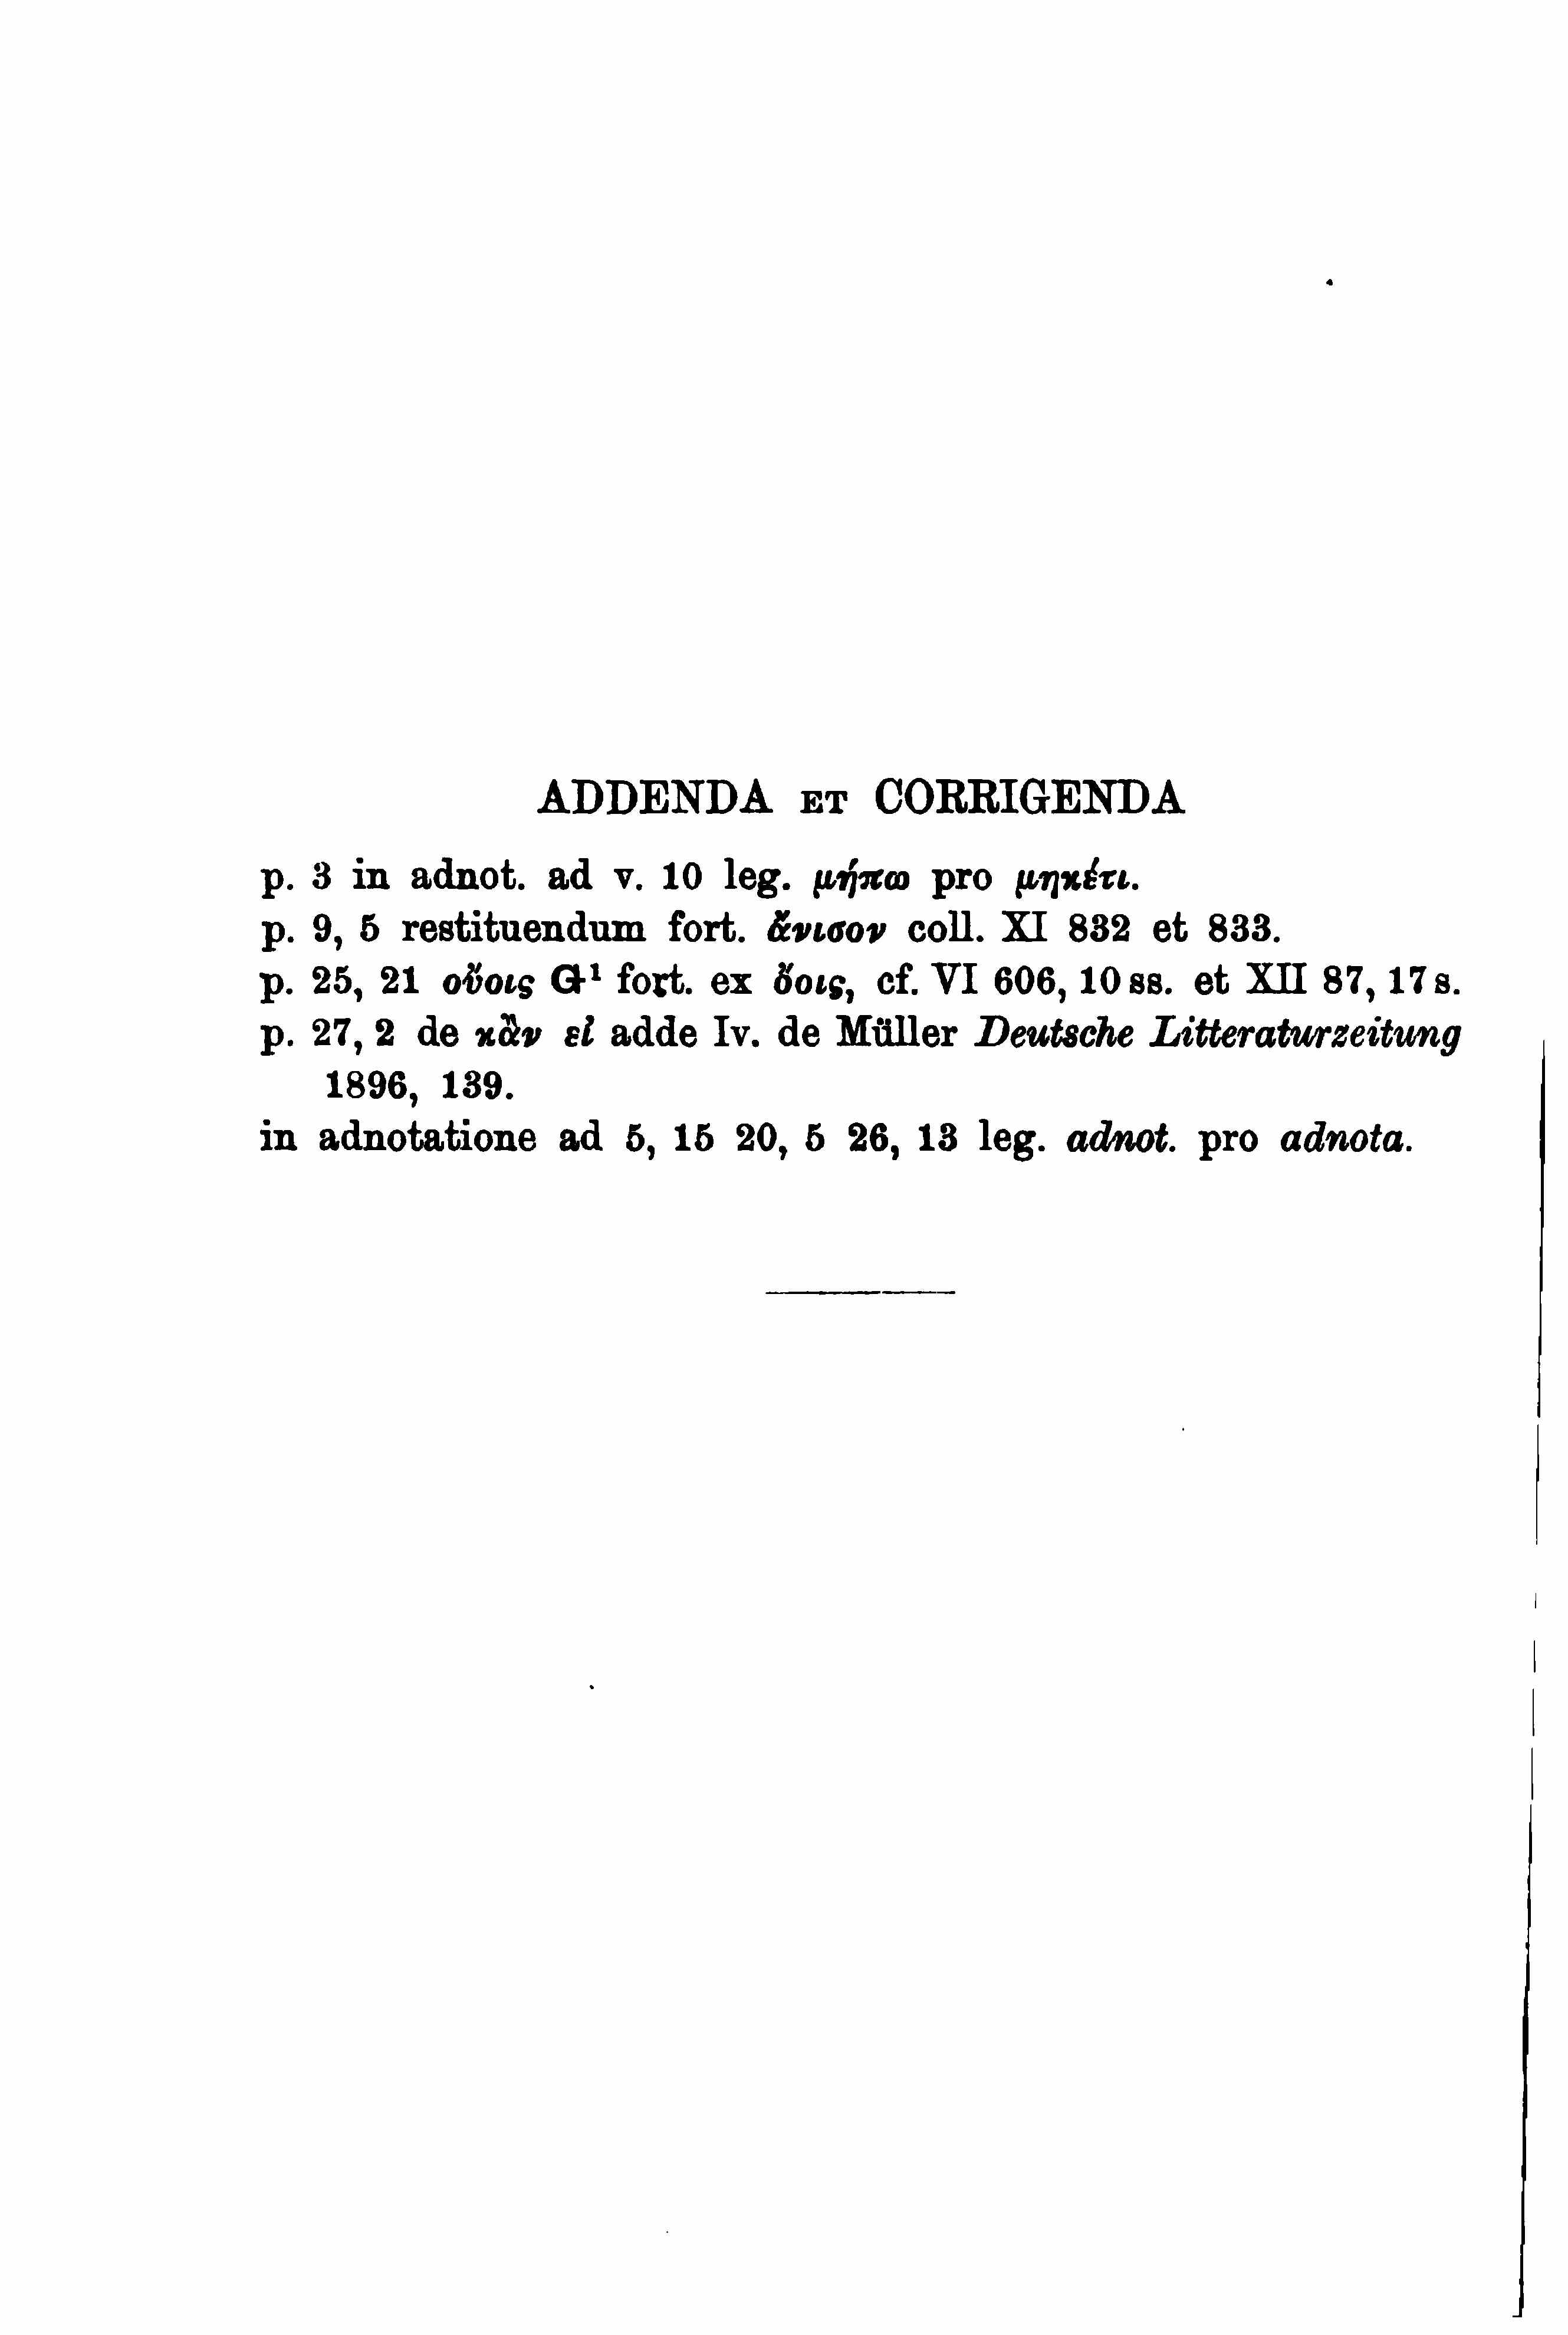 ADDENDA ET CORRIGENDA
p. 3 in adnot. ad v. 10 leg. μήπω pro μηκέτι.
p. 9, 5 restituendum fort. ἄνισον coll. XI 832 et 833.
p. 25, 21 οὔοις G¹ fort. ex ὄοις, cf. VI 606, 10 ss. et XII 87, 17 s.
p. 27, 2 de κἂν εἰ adde Iv. de Müller Deutsche Litteraturzeitung
1896, 139.
in adnotatione ad 5, 15 20, 5 26, 13 leg. adnot. pro adnota.